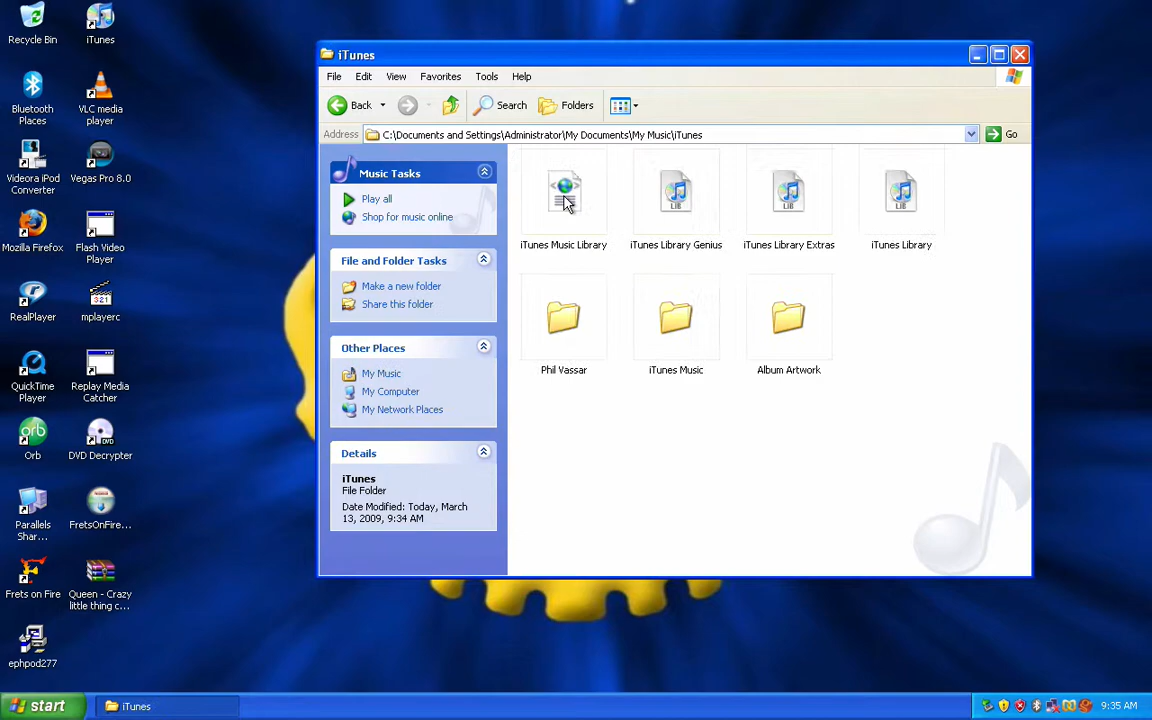 Recycle Bin
iTunes
Bluetooth
Places
VLC media
player
Videora iPod
Converter
Vegas Pro 8.0
Mozilla Firefox
Flash Video
Player
RealPlayer
321
mplayerc
QuickTime
Player
Replay Media
Catcher
Orb
DVD
DVD Decrypter
Parallels
Shar...
FretsOnFire...
Frets on Fire
Queen - Crazy
little thing c...
ephpod277
iTunes
File Edit View Favorites Tools Help
Back Search Folders
Address C:\Documents and Settings\Administrator\My Documents\My Music\iTunes Go
Music Tasks
Play all
Shop for music online
File and Folder Tasks
Make a new folder
Share this folder
Other Places
My Music
My Computer
My Network Places
Details
iTunes
File Folder
Date Modified: Today, March
13, 2009, 9:34 AM
LIB LIB LIB
iTunes Music Library iTunes Library Genius iTunes Library Extras iTunes Library
Phil Vassar iTunes Music Album Artwork
start iTunes 9:35 AM